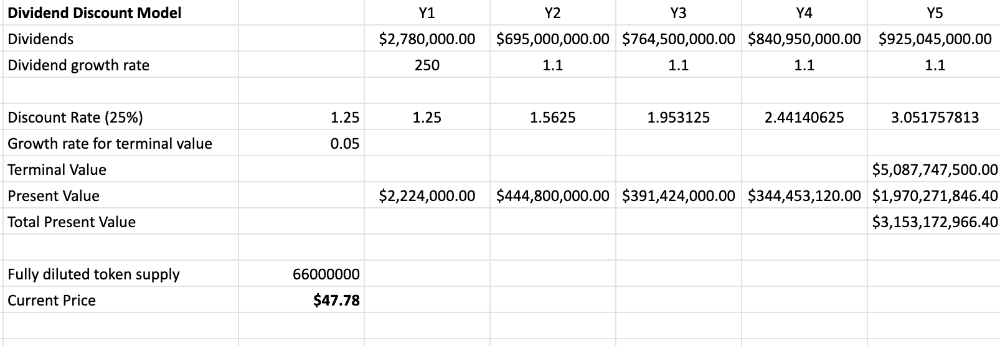 Dividend Discount Model Y1 Y2 Y3 Y4 Y5
Dividends $2,780,000.00 $695,000,000.00 $764,500,000.00 $840,950,000.00 $925,045,000.00
Dividend growth rate 250 1.1 1.1 1.1 1.1
Discount Rate (25%) 1.25 1.25 1.5625 1.953125 2.44140625 3.051757813
Growth rate for terminal value 0.05
Terminal Value $5,087,747,500.00
Present Value $2,224,000.00 $444,800,000.00 $391,424,000.00 $344,453,120.00 $1,970,271,846.40
Total Present Value $3,153,172,966.40
Fully diluted token supply 66000000
Current Price $47.78